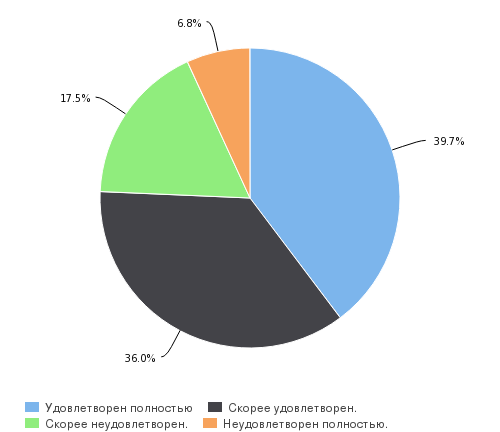 6.8%
17.5%
39.7%
36.0%
Удовлетворен полностью Скорее удовлетворен.
Скорее неудовлетворен. Неудовлетворен полностью.